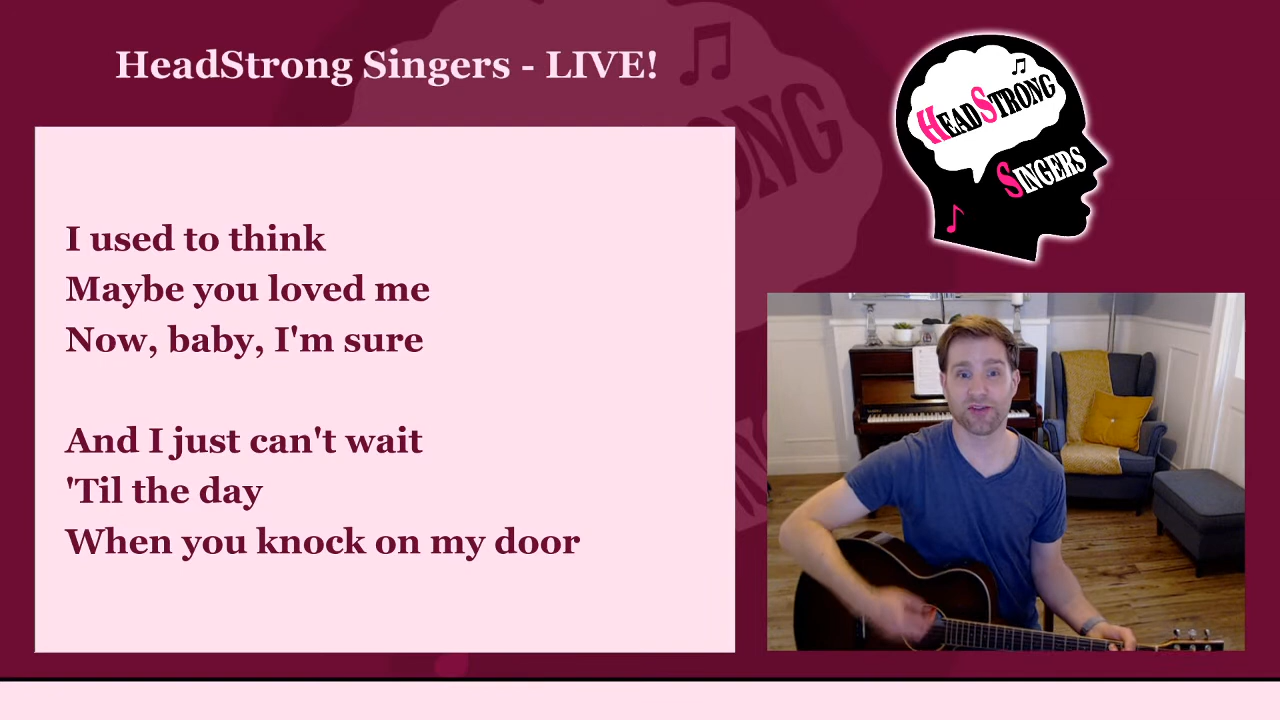 HeadStrong Singers - LIVE!
HEADSTRONG
SINGERS
I used to think
Maybe you loved me
Now, baby, I'm sure
And I just can't wait
'Til the day
When you knock on my door
ONG